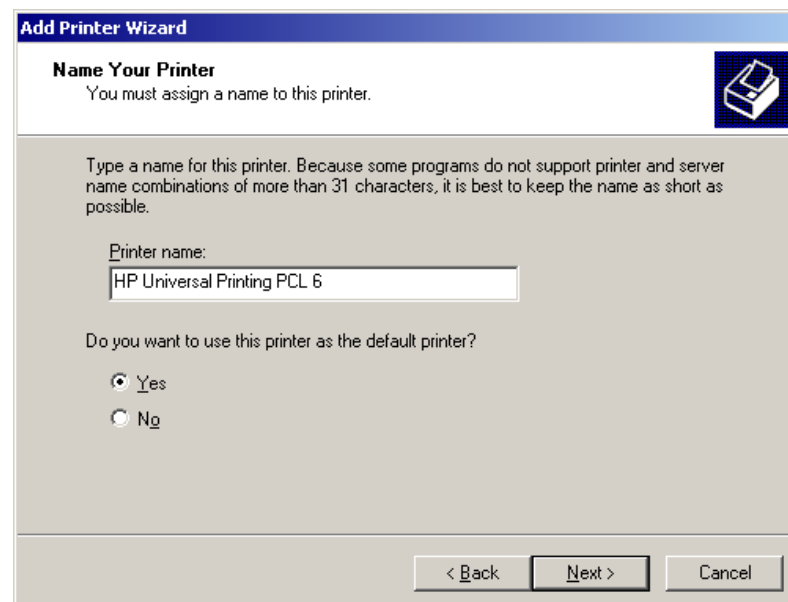 Add Printer Wizard
Name Your Printer
You must assign a name to this printer.
Type a name for this printer. Because some programs do not support printer and server
name combinations of more than 31 characters, it is best to keep the name as short as
possible.
Printer name:
HP Universal Printing PCL 6
Do you want to use this printer as the default printer?
Yes
No
< Back Next > Cancel